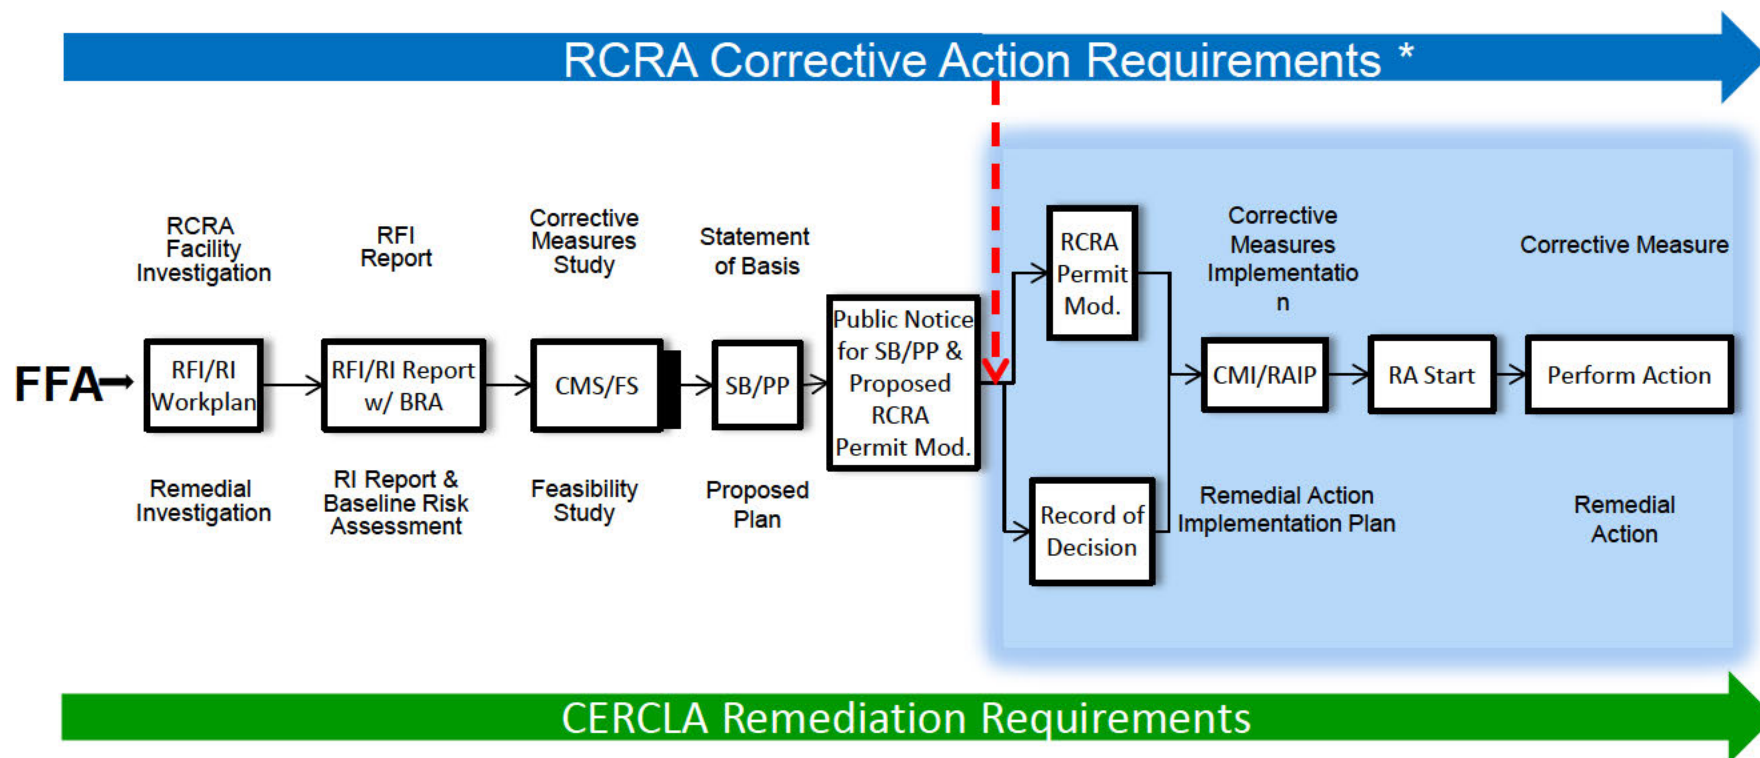 RCRA Corrective Action Requirements *
RCRA
Facility
Investigation
RFI
Report
Corrective
Measures
Study
Statement
of Basis
Corrective
Measures
Implementatio
n
Corrective Measure
FFA
RFI/RI
Workplan
RFI/RI Report
w/ BRA
CMS/FS
SB/PP
Public Notice
for SB/PP &
Proposed
RCRA
Permit Mod.
RCRA
Permit
Mod.
Record of
Decision
CMI/RAIP
RA Start
Perform Action
Remedial
Investigation
RI Report &
Baseline Risk
Assessment
Feasibility
Study
Proposed
Plan
Remedial Action
Implementation Plan
Remedial
Action
CERCLA Remediation Requirements